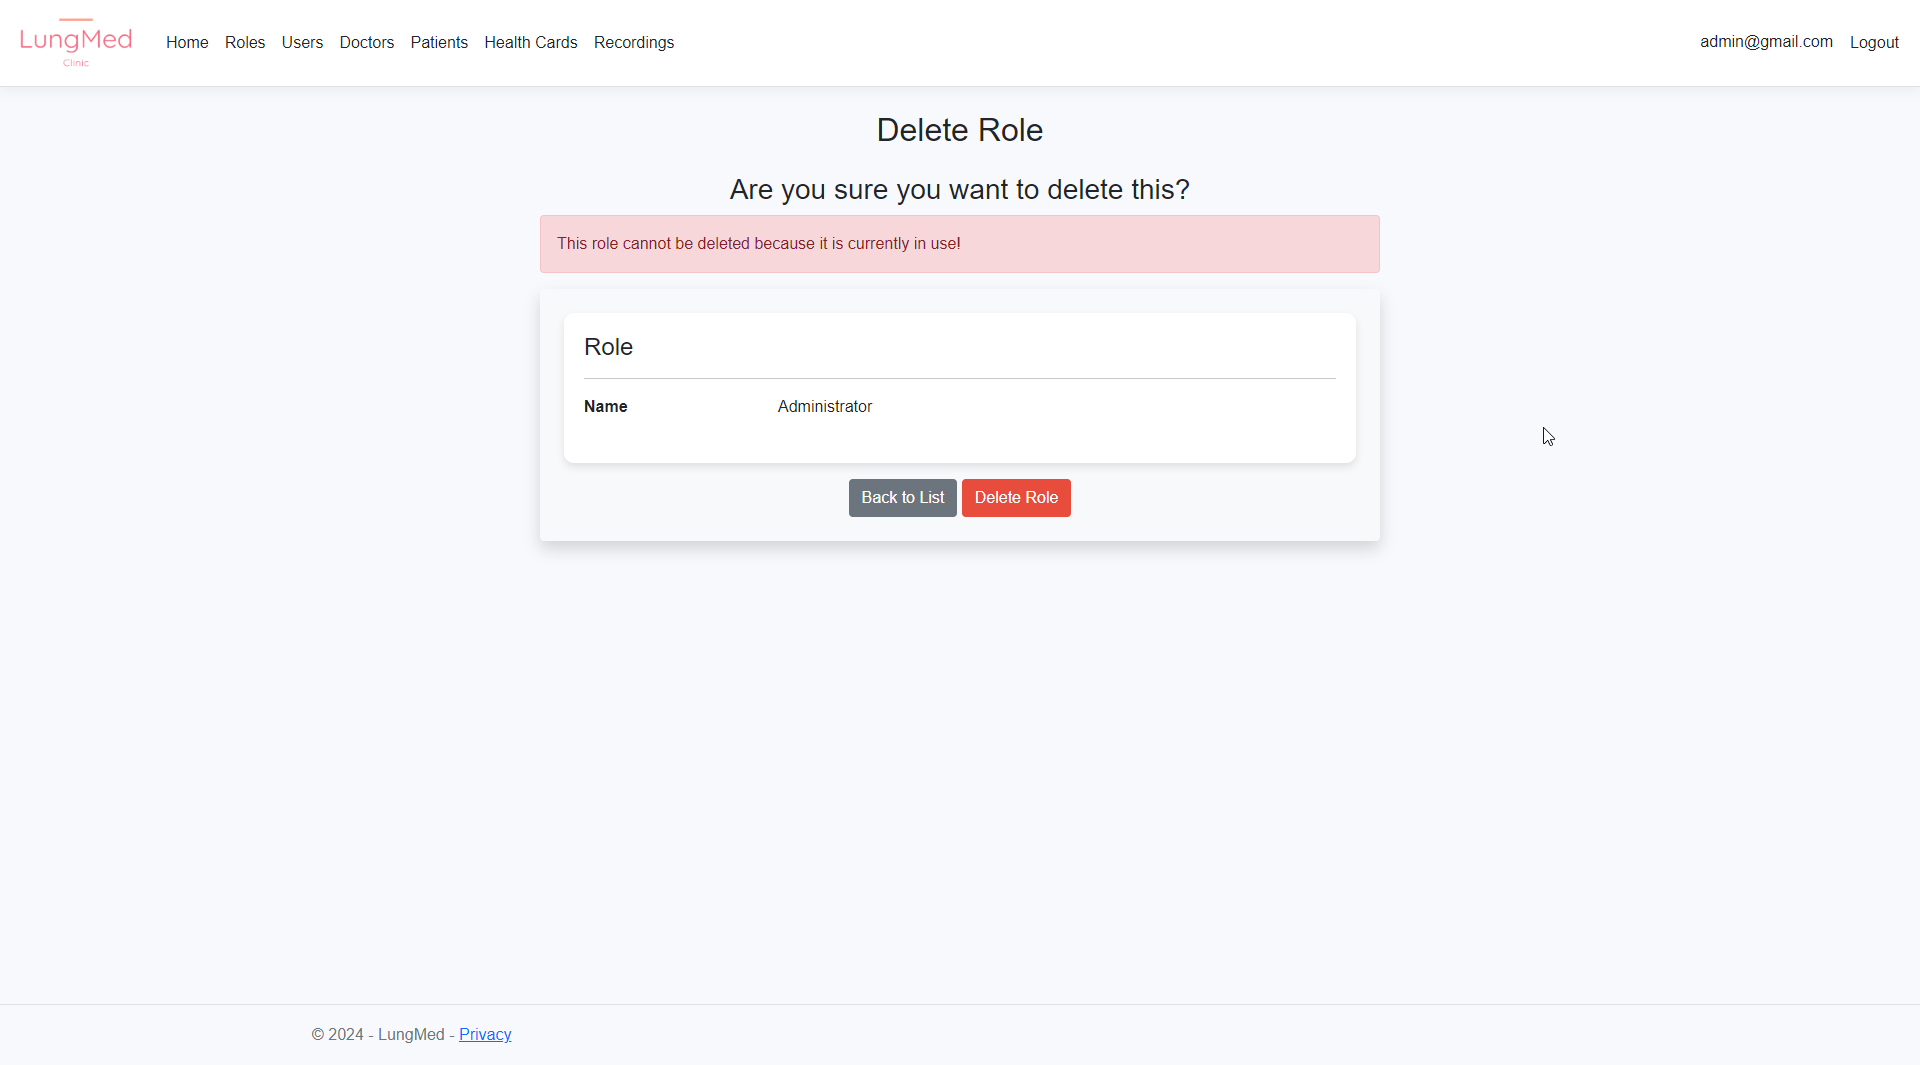 LungMed
Clinic
Home Roles Users Doctors Patients Health Cards Recordings
admin@gmail.com Logout
Delete Role
Are you sure you want to delete this?
This role cannot be deleted because it is currently in use!
Role
Name Administrator
Back to List Delete Role
© 2024 - LungMed - Privacy